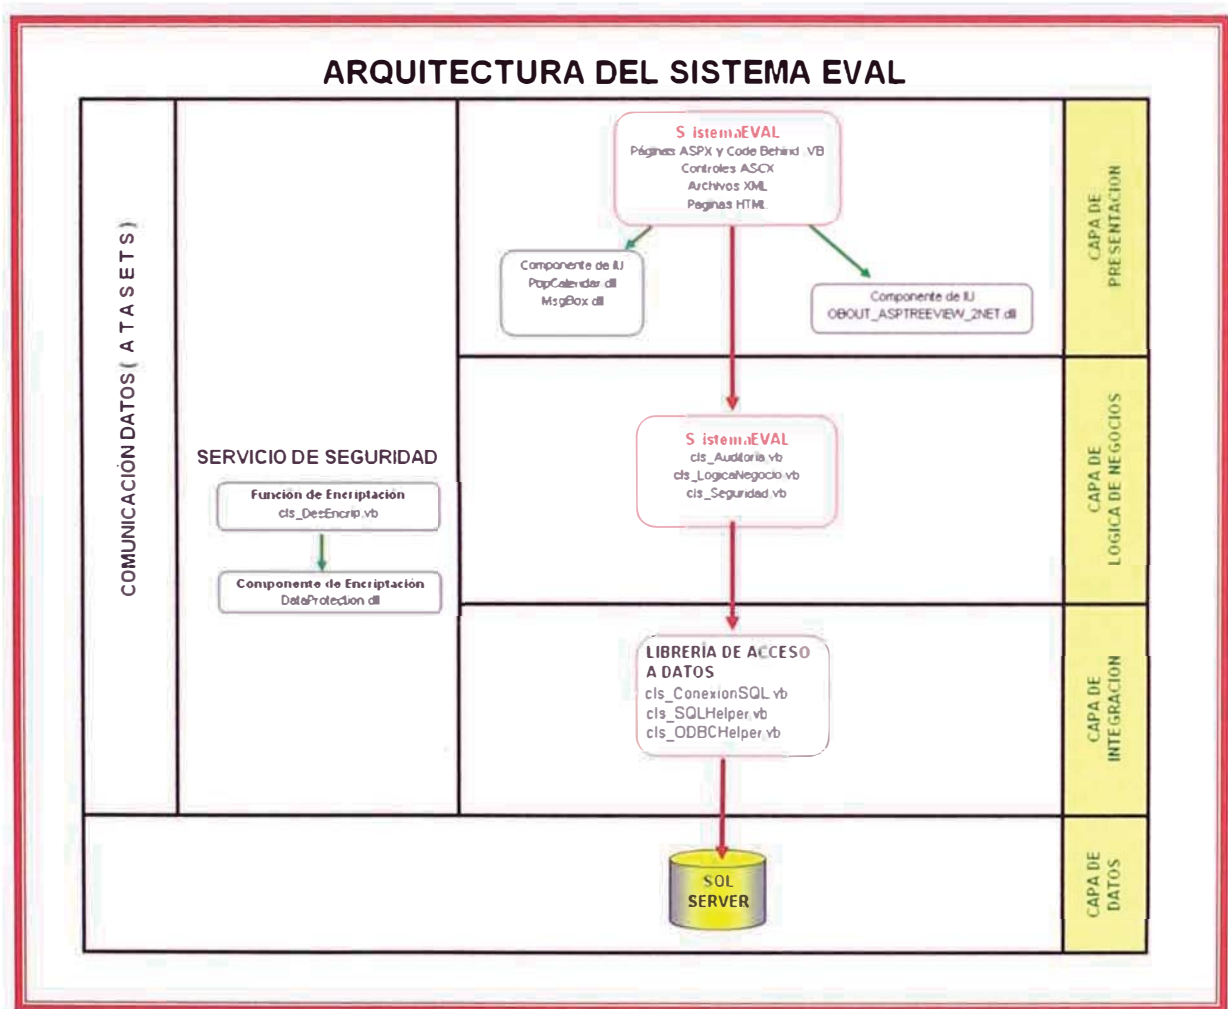 ARQUITECTURA DEL SISTEMA EVAL
COMUNICACIÓN DATOS ( A T A S E T S )
SERVICIO DE SEGURIDAD
Función de Encriptación
cls_DesEncrip.vb
Componente de Encriptación
DataProtection.dll
S istemaEVAL
Páginas ASPX y Code Behind .VB
Controles ASCX
Archivos XML
Paginas HTML
Componente de IU
PopCalendar.dll
MsgBox.dll
Componente de IU
OBOUT_ASPTREEVIEW_2NET.dll
CAPA DE
PRESENTACION
S istemaEVAL
cls_Auditoria.vb
cls_LogicaNegocio.vb
cls_Seguridad.vb
CAPA DE
LOGICA DE NEGOCIOS
LIBRERÍA DE ACCESO
A DATOS
cls_ConexionSQL.vb
cls_SQLHelper.vb
cls_ODBCHelper.vb
CAPA DE
INTEGRACION
SQL
SERVER
CAPA DE
DATOS